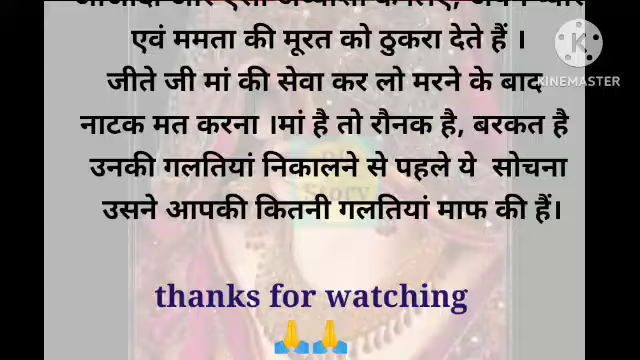 एवं ममता की मूरत को ठुकरा देते हैं ।
जीते जी मां की सेवा कर लो मरने के बाद
नाटक मत करना ।मां है तो रौनक है, बरकत है
उनकी गलतियां निकालने से पहले ये सोचना
उसने आपकी कितनी गलतियां माफ की हैं।
thanks for watching
🙏🙏
K
KINEMASTER
Story